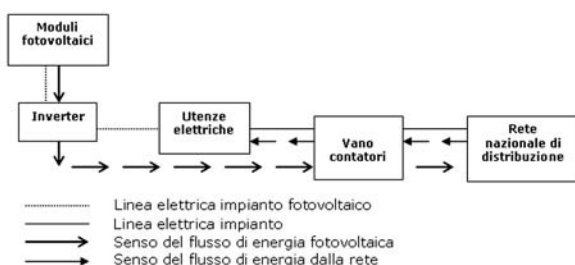 Moduli
fotovoltaici
Inverter
Utenze
elettriche
Vano
contatori
Rete
nazionale di
distribuzione
Linea elettrica impianto fotovoltaico
Linea elettrica impianto
Senso del flusso di energia fotovoltaica
Senso del flusso di energia dalla rete